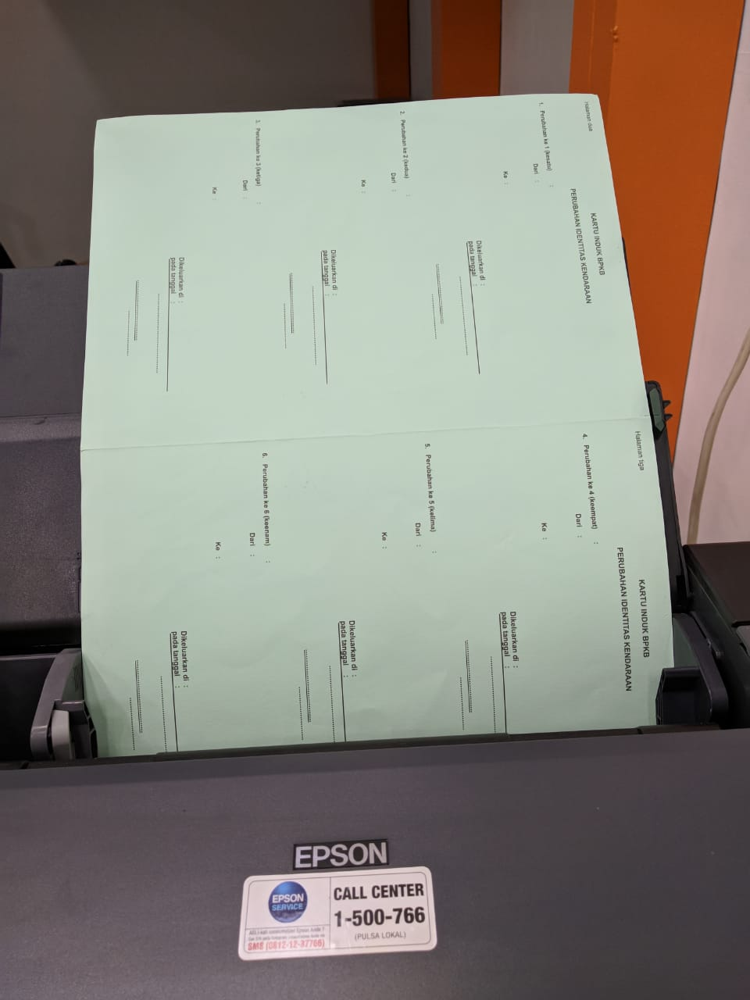 Halaman dua
KARTU INDUK BPKB
PERUBAHAN IDENTITAS KENDARAAN
1. Perubahan ke 1 (kesatu) :
Dari :
Ke :
Dikeluarkan di :
pada tanggal :
2. Perubahan ke 2 (kedua) :
Dari :
Ke :
Dikeluarkan di :
pada tanggal :
3. Perubahan ke 3 (ketiga) :
Dari :
Ke :
Dikeluarkan di :
pada tanggal :
Halaman tiga
KARTU INDUK BPKB
PERUBAHAN IDENTITAS KENDARAAN
4. Perubahan ke 4 (keempat) :
Dari :
Ke :
Dikeluarkan di :
pada tanggal :
5. Perubahan ke 5 (kelima) :
Dari :
Ke :
Dikeluarkan di :
pada tanggal :
6. Perubahan ke 6 (keenam) :
Dari :
Ke :
Dikeluarkan di :
pada tanggal :
EPSON
EPSON
SERVICE
SMS (0812-12-37766)
CALL CENTER
1-500-766
(PULSA LOKAL)